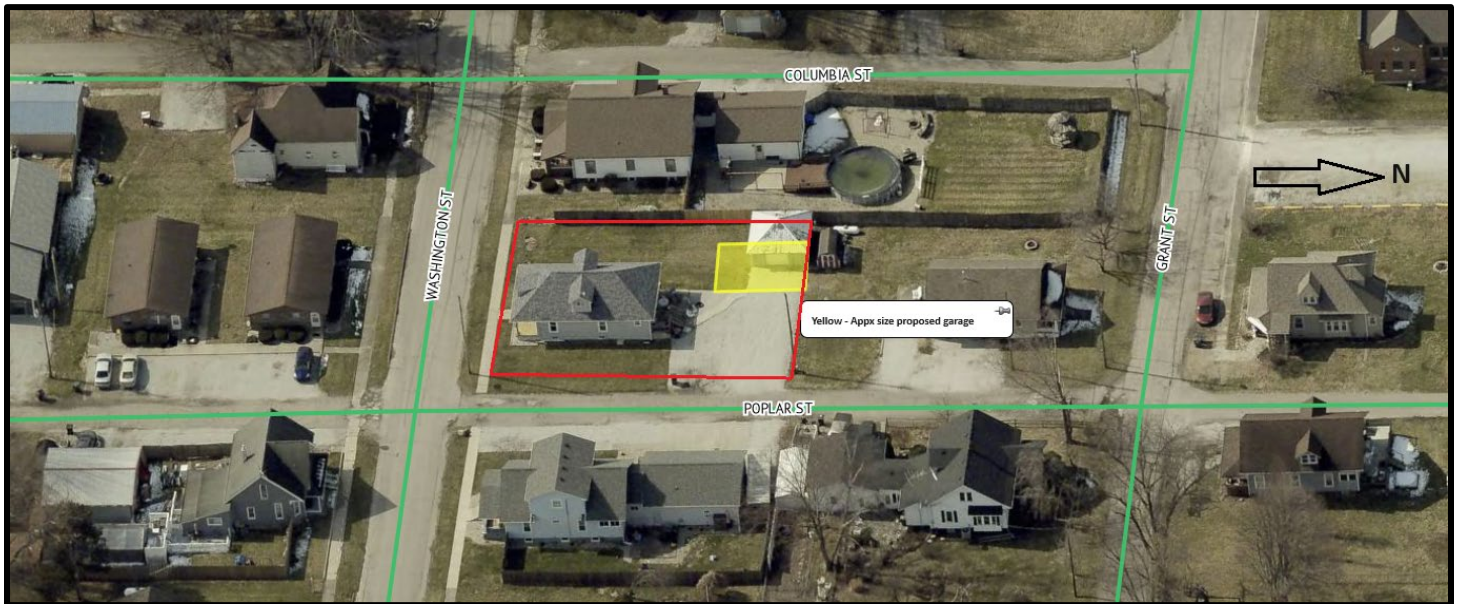 COLUMBIA ST
WASHINGTON ST
GRANT ST
N
Yellow - Appx size proposed garage
POPLAR ST